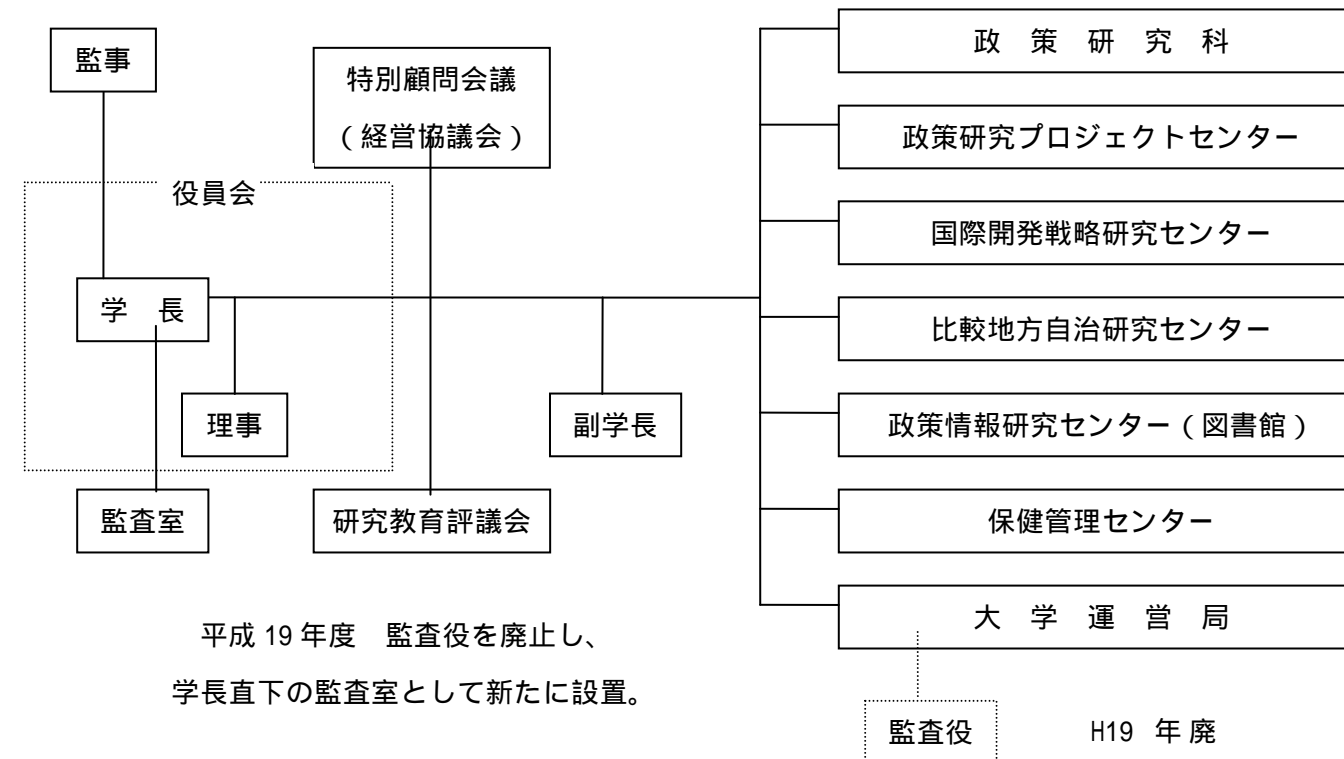 監事
特別顧問会議
（経営協議会）
役員会
学　長
理事
副学長
監査室
研究教育評議会
政　策　研　究　科
政策研究プロジェクトセンター
国際開発戦略研究センター
比較地方自治研究センター
政策情報研究センター（図書館）
保健管理センター
大　学　運　営　局
平成 19 年度　監査役を廃止し、
学長直下の監査室として新たに設置。
監査役
H19 年 廃